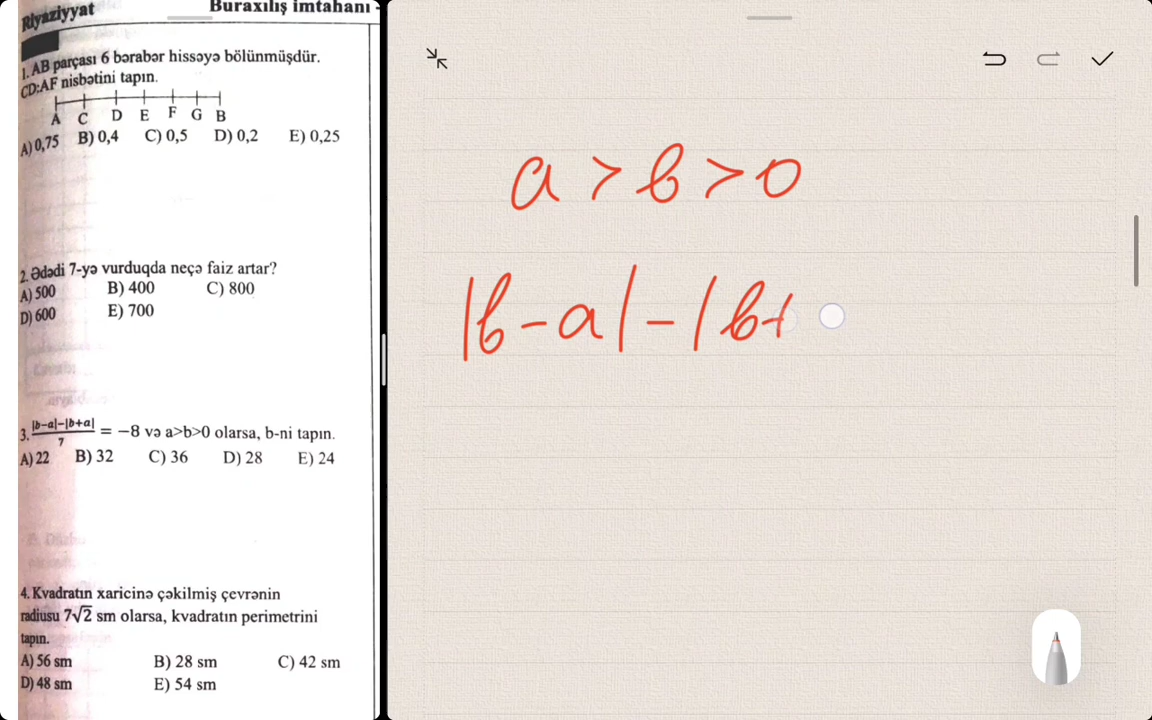 Riyaziyyat
Buraxılış imtahanı -
1. AB parçası 6 bərabər hissəyə bölünmüşdür.
CD:AF nisbətini tapın.
A C D E F G B
A) 0,75 B) 0,4 C) 0,5 D) 0,2 E) 0,25
2. Ədədi 7-yə vurduqda neçə faiz artar?
A) 500 B) 400 C) 800
D) 600 E) 700
3. |b−a|−|b+a| / 7 = −8 və a>b>0 olarsa, b-ni tapın.
A) 22 B) 32 C) 36 D) 28 E) 24
4. Kvadratın xaricinə çəkilmiş çevrənin
radiusu 7√2 sm olarsa, kvadratın perimetrini
tapın.
A) 56 sm B) 28 sm C) 42 sm
D) 48 sm E) 54 sm
a > b > 0
|b - a| - |b+